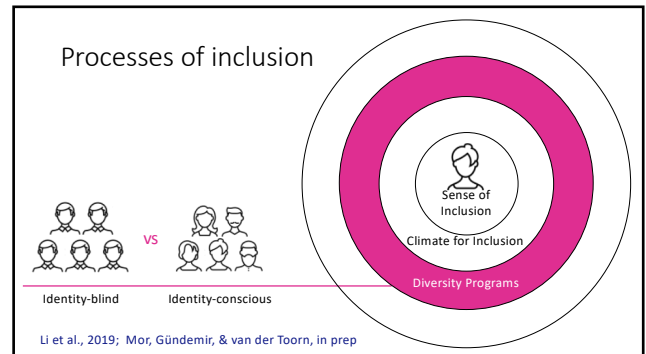 Processes of inclusion
Sense of
Inclusion
Climate for Inclusion
vs
Diversity Programs
Identity-blind
Identity-conscious
Li et al., 2019; Mor, Gündemir, & van der Toorn, in prep